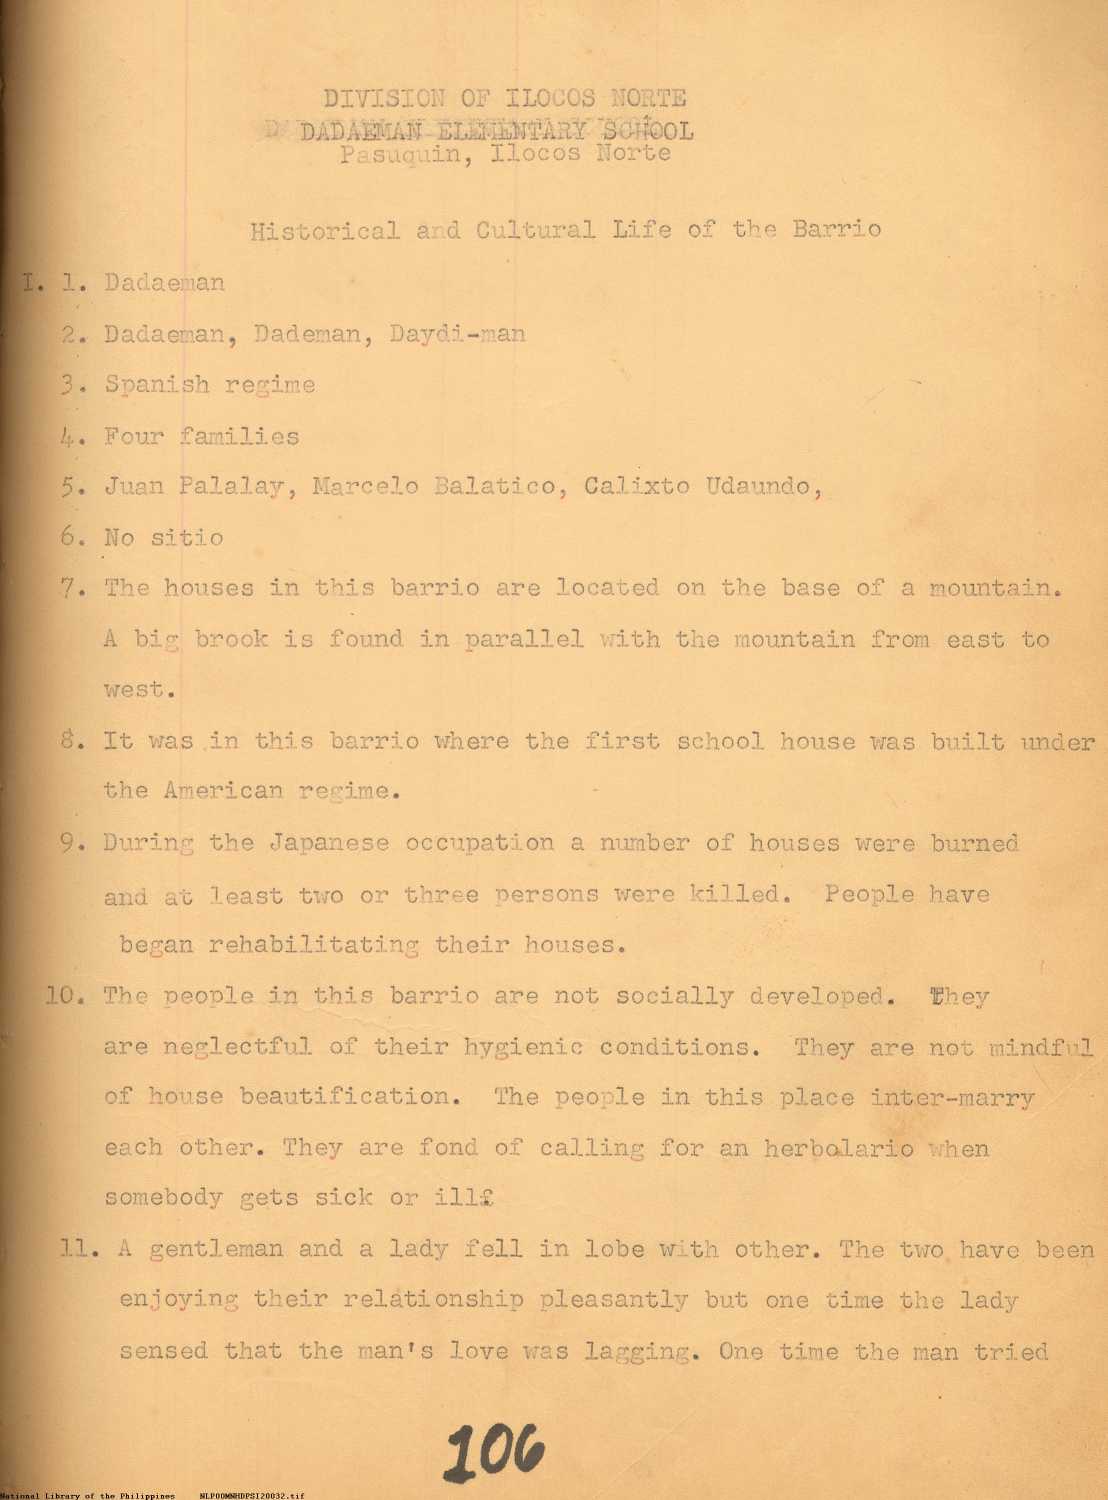 DIVISION OF ILOCOS NORTE
DADAEMAN ELEMENTARY SCHOOL
Pasuquin, Ilocos Norte
Historical and Cultural Life of the Barrio
I. 1. Dadaeman
2. Dadaeman, Dademan, Daydi-man
3. Spanish regime
4. Four families
5. Juan Palalay, Marcelo Balatico, Calixto Udaundo,
6. No sitio
7. The houses in this barrio are located on the base of a mountain.
A big brook is found in parallel with the mountain from east to
west.
8. It was in this barrio where the first school house was built under
the American regime.
9. During the Japanese occupation a number of houses were burned
and at least two or three persons were killed. People have
began rehabilitating their houses.
10. The people in this barrio are not socially developed. They
are neglectful of their hygienic conditions. They are not mindful
of house beautification. The people in this place inter-marry
each other. They are fond of calling for an herbolario when
somebody gets sick or ill
11. A gentleman and a lady fell in lobe with other. The two have been
enjoying their relationship pleasantly but one time the lady
sensed that the man's love was lagging. One time the man tried
106
National Library of the Philippines NLPOOMNHDPSI20032.tif